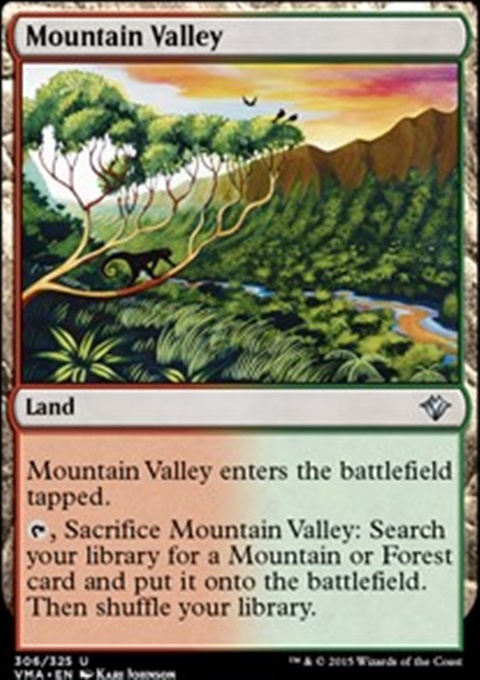 Mountain Valley
Land
Mountain Valley enters the battlefield
tapped.
, Sacrifice Mountain Valley: Search
your library for a Mountain or Forest
card and put it onto the battlefield.
Then shuffle your library.
306/325 U
VMA • EN Kari Johnson
™ & © 2015 Wizards of the Coast